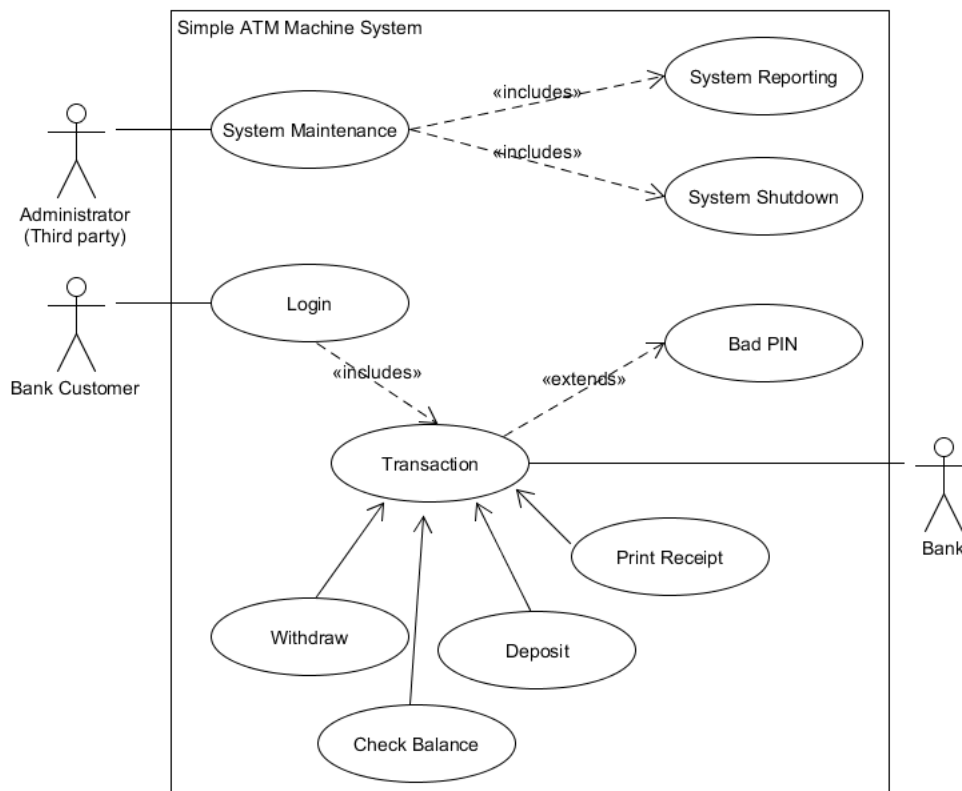 Simple ATM Machine System
System Reporting
«includes»
System Maintenance
«includes»
System Shutdown
Administrator
(Third party)
Login
Bad PIN
Bank Customer
«includes»
«extends»
Transaction
Bank
Print Receipt
Withdraw
Deposit
Check Balance